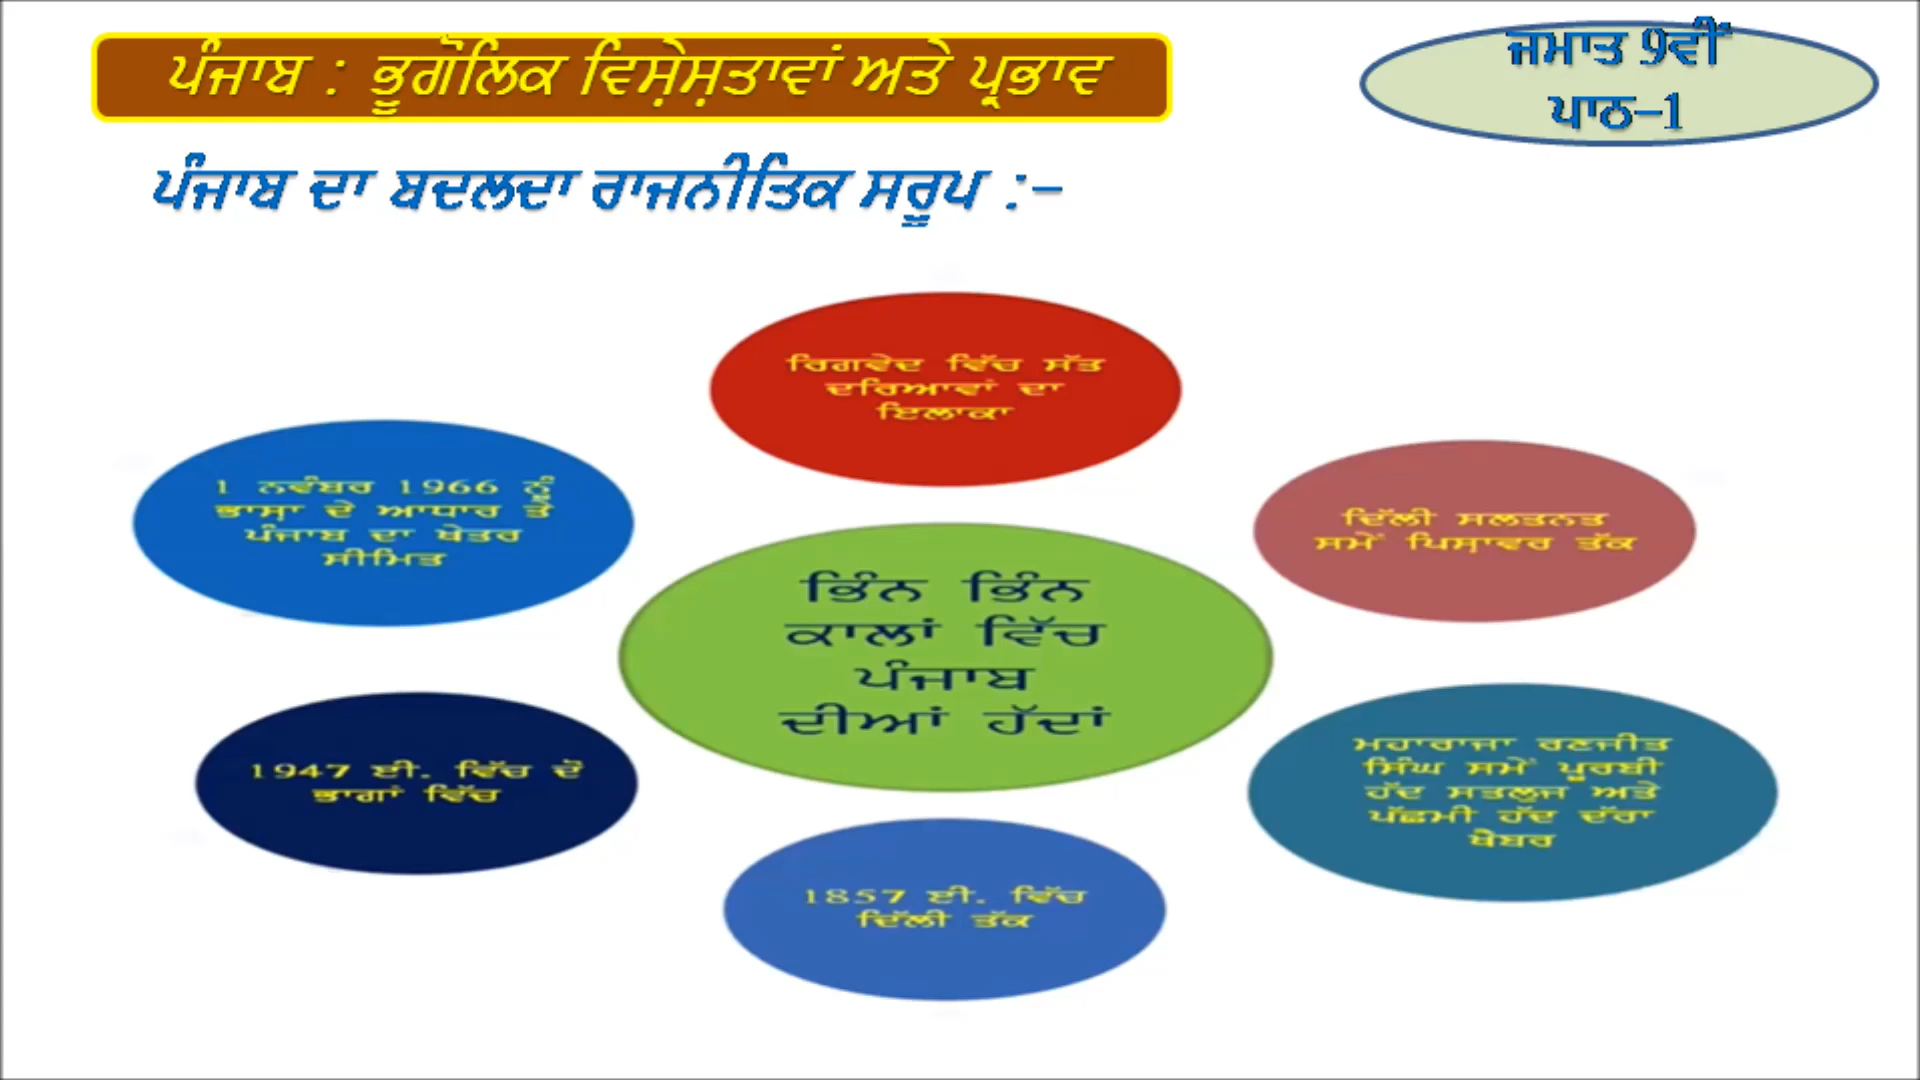 ਪੰਜਾਬ : ਭੂਗੋਲਿਕ ਵਿਸ਼ੇਸ਼ਤਾਵਾਂ ਅਤੇ ਪ੍ਰਭਾਵ
ਜਮਾਤ 9ਵੀਂ
ਪਾਠ-1
ਪੰਜਾਬ ਦਾ ਬਦਲਦਾ ਰਾਜਨੀਤਿਕ ਸਰੂਪ :-
ਰਿਗਵੇਦ ਵਿੱਚ ਸੱਤ
ਦਰਿਆਵਾਂ ਦਾ
ਇਲਾਕਾ
ਦਿੱਲੀ ਸਲਤਨਤ
ਸਮੇਂ ਪਿਸ਼ਾਵਰ ਤੱਕ
ਮਹਾਰਾਜਾ ਰਣਜੀਤ
ਸਿੰਘ ਸਮੇਂ ਪੂਰਬੀ
ਹੱਦ ਸਤਲੁਜ ਅਤੇ
ਪੱਛਮੀ ਹੱਦ ਦੱਰਾ
ਖੈਬਰ
1857 ਈ. ਵਿੱਚ
ਦਿੱਲੀ ਤੱਕ
1947 ਈ. ਵਿੱਚ ਦੋ
ਭਾਗਾਂ ਵਿੱਚ
1 ਨਵੰਬਰ 1966 ਨੂੰ
ਭਾਸ਼ਾ ਦੇ ਆਧਾਰ ਤੇ
ਪੰਜਾਬ ਦਾ ਖੇਤਰ
ਸੀਮਿਤ
ਭਿੰਨ ਭਿੰਨ
ਕਾਲਾਂ ਵਿੱਚ
ਪੰਜਾਬ
ਦੀਆਂ ਹੱਦਾਂ